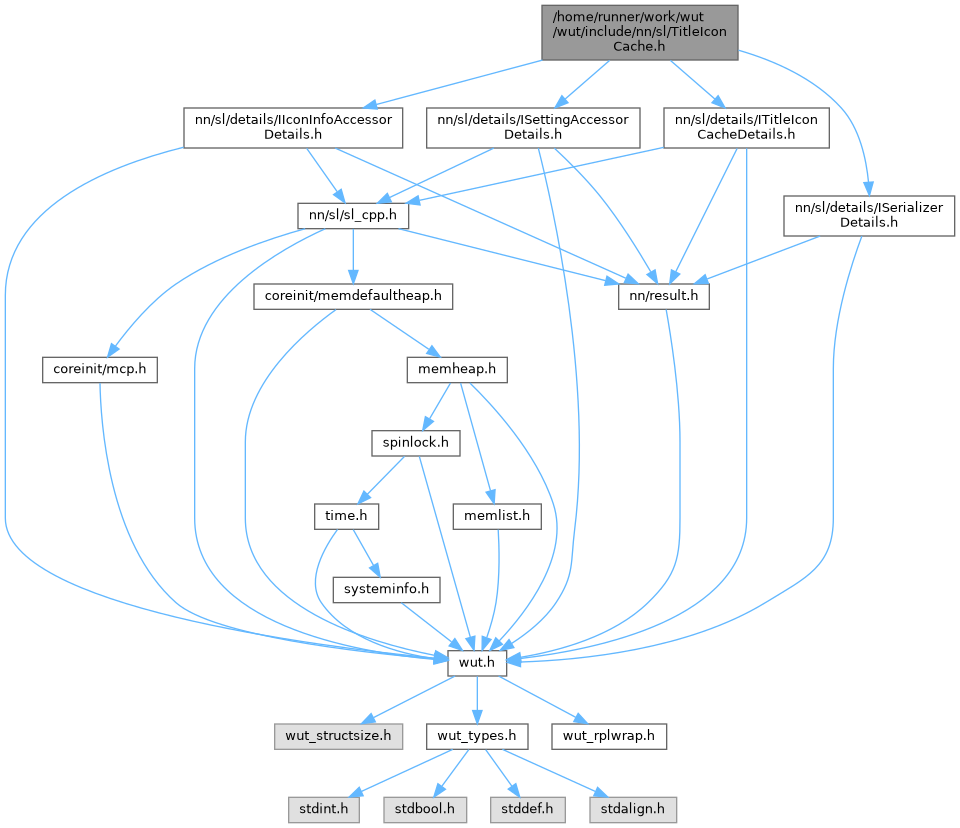 /home/runner/work/wut
/wut/include/nn/sl/TitleIcon
Cache.h
nn/sl/details/IIconInfoAccessor
Details.h
nn/sl/details/ISettingAccessor
Details.h
nn/sl/details/ITitleIcon
CacheDetails.h
nn/sl/details/ISerializer
Details.h
nn/sl/sl_cpp.h
coreinit/memdefaultheap.h
nn/result.h
coreinit/mcp.h
memheap.h
spinlock.h
time.h
memlist.h
systeminfo.h
wut.h
wut_structsize.h
wut_types.h
wut_rplwrap.h
stdint.h
stdbool.h
stddef.h
stdalign.h